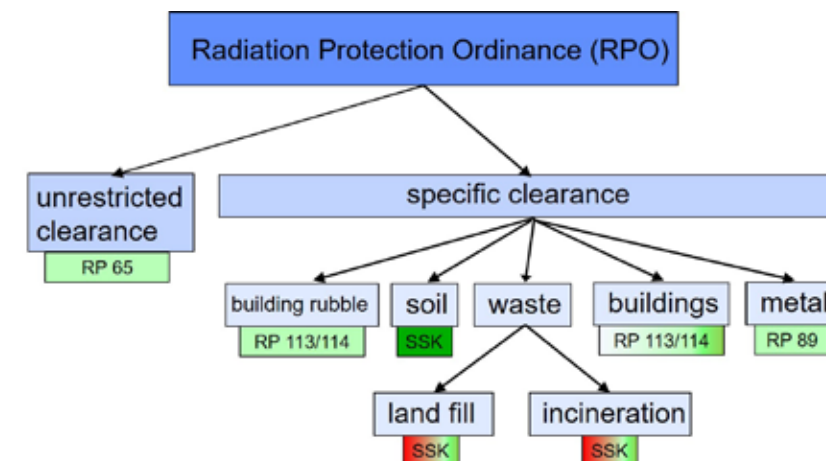 Radiation Protection Ordinance (RPO)
unrestricted
clearance
RP 65
specific clearance
building rubble
RP 113/114
soil
SSK
waste
buildings
RP 113/114
metal
RP 89
land fill
SSK
incineration
SSK